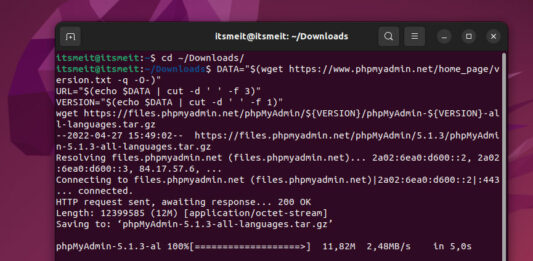 itsmeit@itsmeit: ~/Downloads
itsmeit@itsmeit:~$ cd ~/Downloads/
itsmeit@itsmeit:~/Downloads$ DATA="$(wget https://www.phpmyadmin.net/home_page/v
ersion.txt -q -O-)"
URL="$(echo $DATA | cut -d ' ' -f 3)"
VERSION="$(echo $DATA | cut -d ' ' -f 1)"
wget https://files.phpmyadmin.net/phpMyAdmin/${VERSION}/phpMyAdmin-${VERSION}-al
l-languages.tar.gz
--2022-04-27 15:49:02--  https://files.phpmyadmin.net/phpMyAdmin/5.1.3/phpMyAdmi
n-5.1.3-all-languages.tar.gz
Resolving files.phpmyadmin.net (files.phpmyadmin.net)... 2a02:6ea0:d600::2, 2a02
:6ea0:d600::3, 84.17.57.6, ...
Connecting to files.phpmyadmin.net (files.phpmyadmin.net)|2a02:6ea0:d600::2|:443
... connected.
HTTP request sent, awaiting response... 200 OK
Length: 12399585 (12M) [application/octet-stream]
Saving to: ‘phpMyAdmin-5.1.3-all-languages.tar.gz’
phpMyAdmin-5.1.3-al 100%[===================>]  11,82M  2,48MB/s    in 5,0s